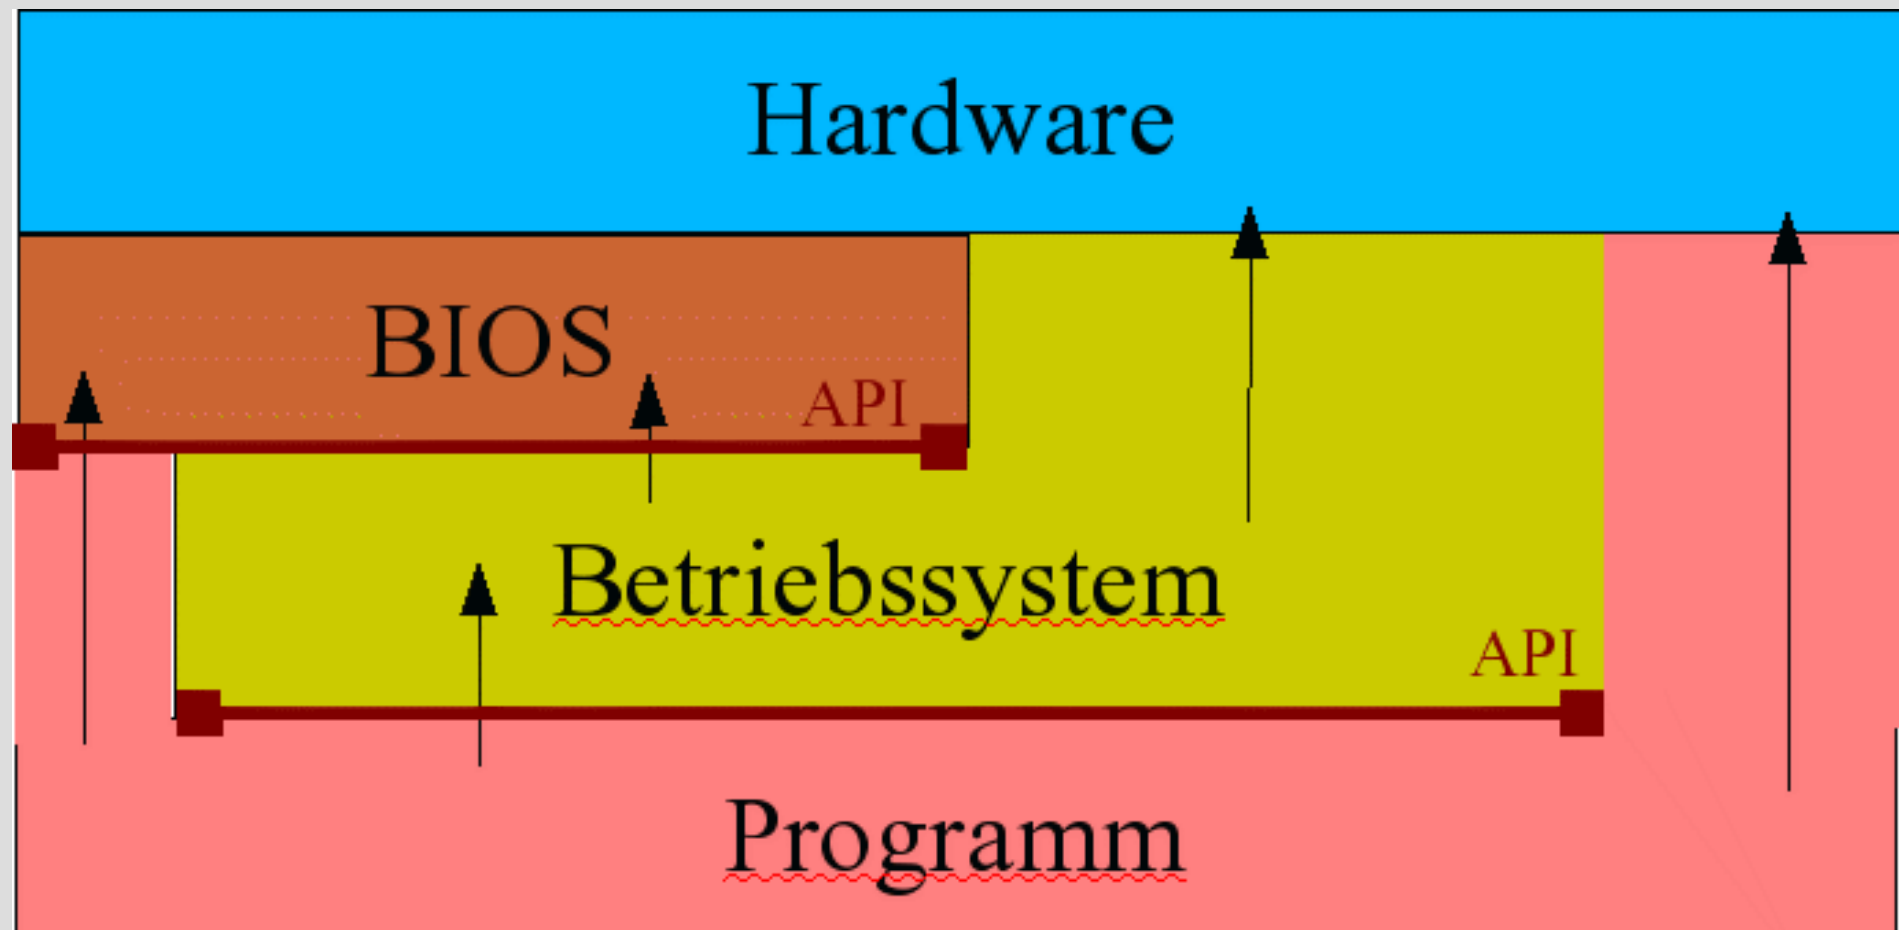 Hardware
BIOS
API
Betriebssystem
API
Programm